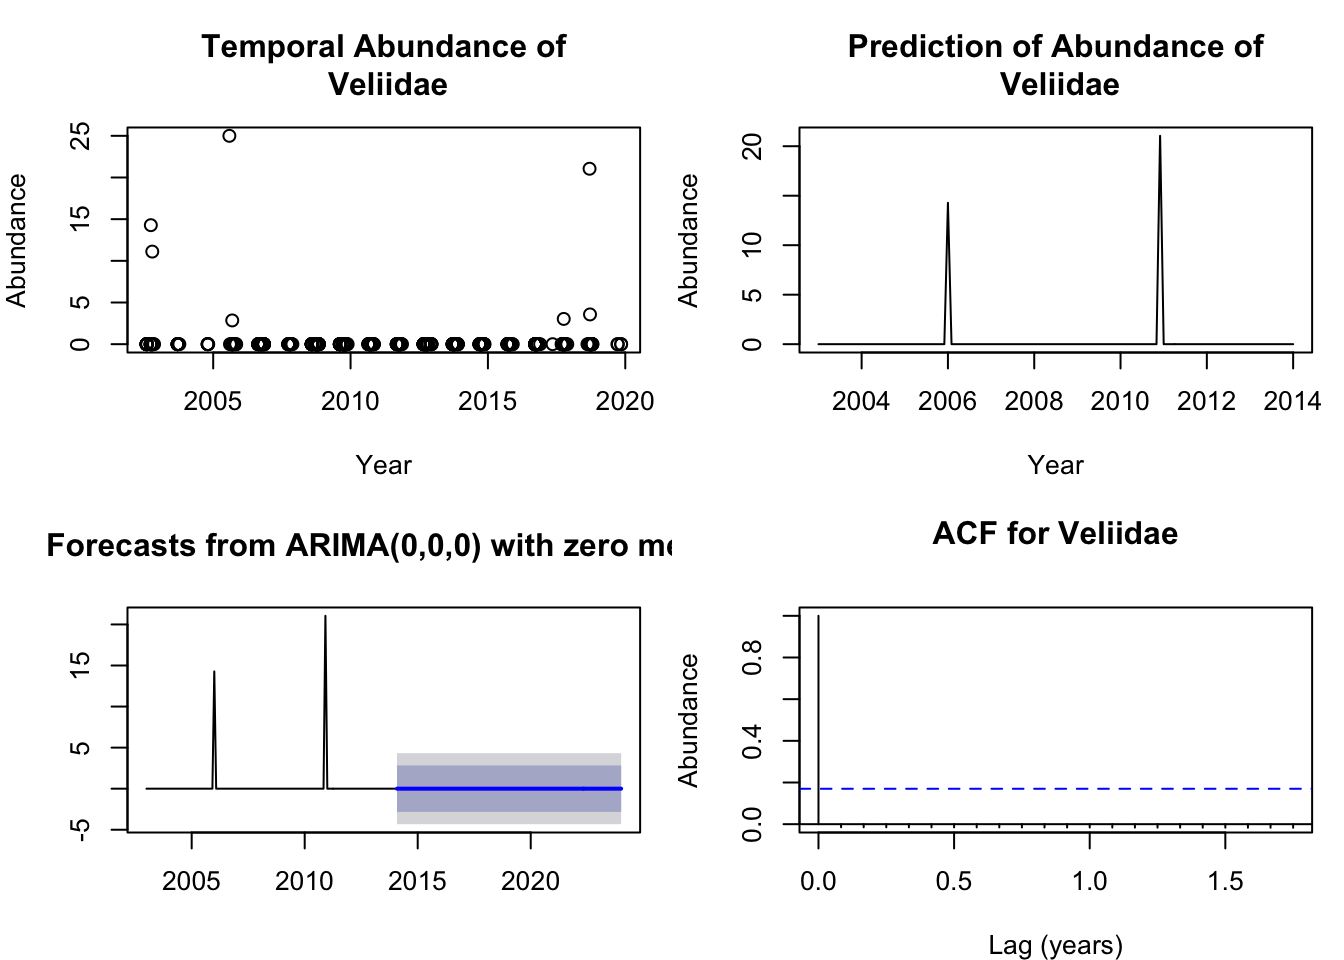 Temporal Abundance of
Veliidae
Abundance
0
5
15
25
2005
2010
2015
2020
Year
Prediction of Abundance of
Veliidae
Abundance
0
5
10
20
2004
2006
2008
2010
2012
2014
Year
Forecasts from ARIMA(0,0,0) with zero me
-5
5
15
2005
2010
2015
2020
ACF for Veliidae
Abundance
0.0
0.4
0.8
0.0
0.5
1.0
1.5
Lag (years)